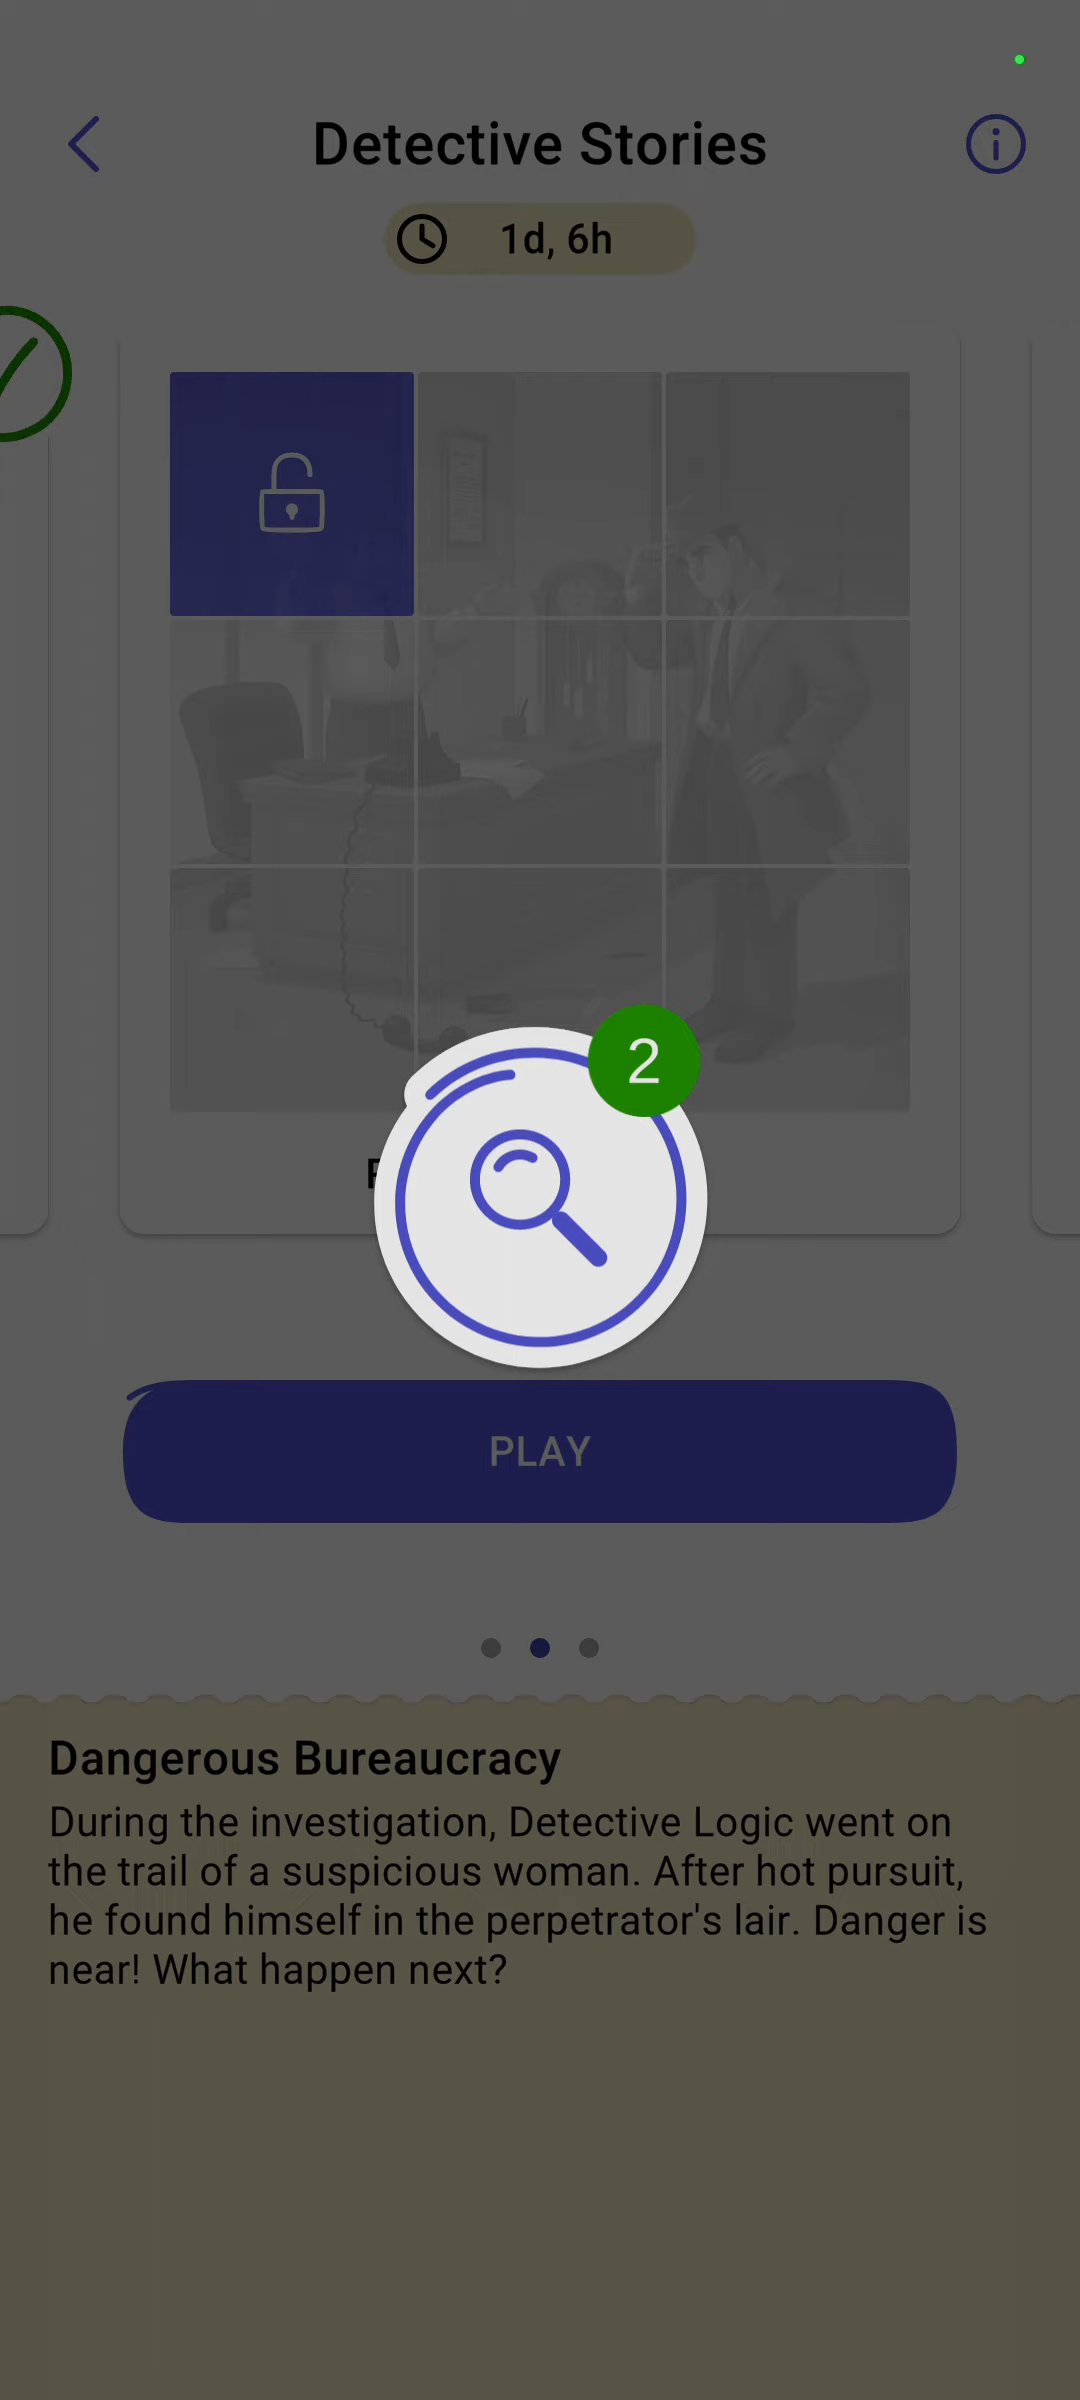 Detective Stories
1d, 6h
2
PLAY
Dangerous Bureaucracy
During the investigation, Detective Logic went on
the trail of a suspicious woman. After hot pursuit,
he found himself in the perpetrator's lair. Danger is
near! What happen next?